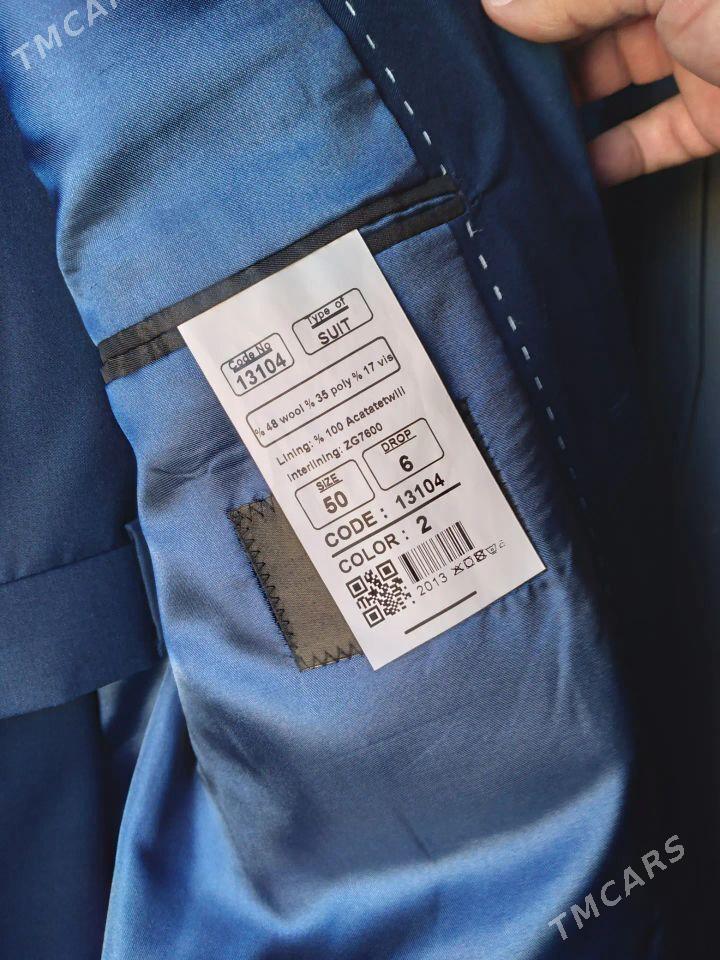 TMCARS
Code No
13104
Type of
SUIT
% 48 wool % 35 poly % 17 vis
Lining: % 100 Acatatetwill
Interlining: ZG7600
SIZE
50
DROP
6
CODE : 13104
COLOR : 2
2013
TMCARS